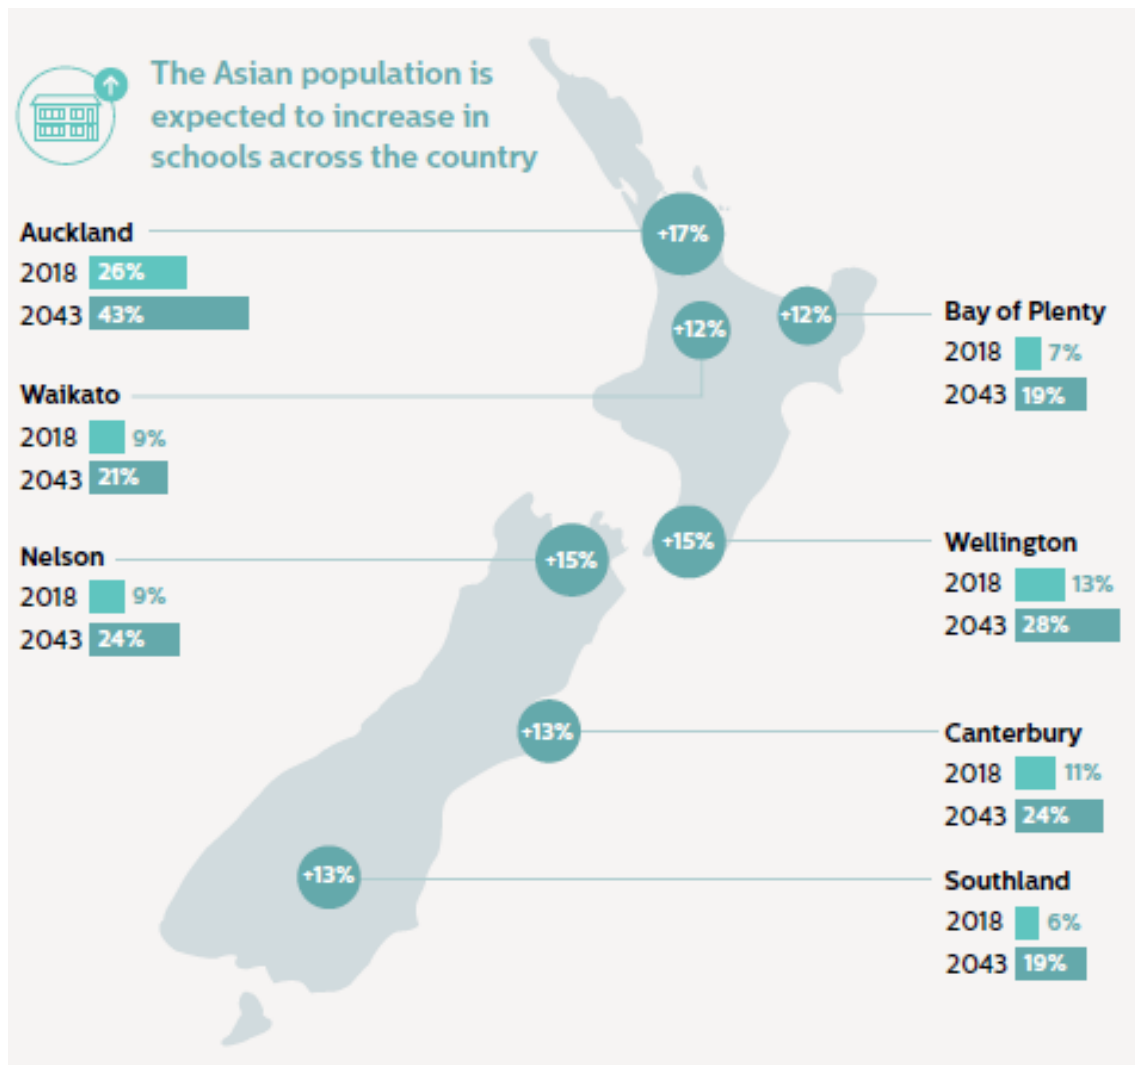 The Asian population is
expected to increase in
schools across the country
Auckland
2018 26%
2043 43%
+17%
Waikato
2018 9%
2043 21%
+12%
+12%
Bay of Plenty
2018 7%
2043 19%
Nelson
2018 9%
2043 24%
+15%
+15%
Wellington
2018 13%
2043 28%
+13%
Canterbury
2018 11%
2043 24%
+13%
Southland
2018 6%
2043 19%